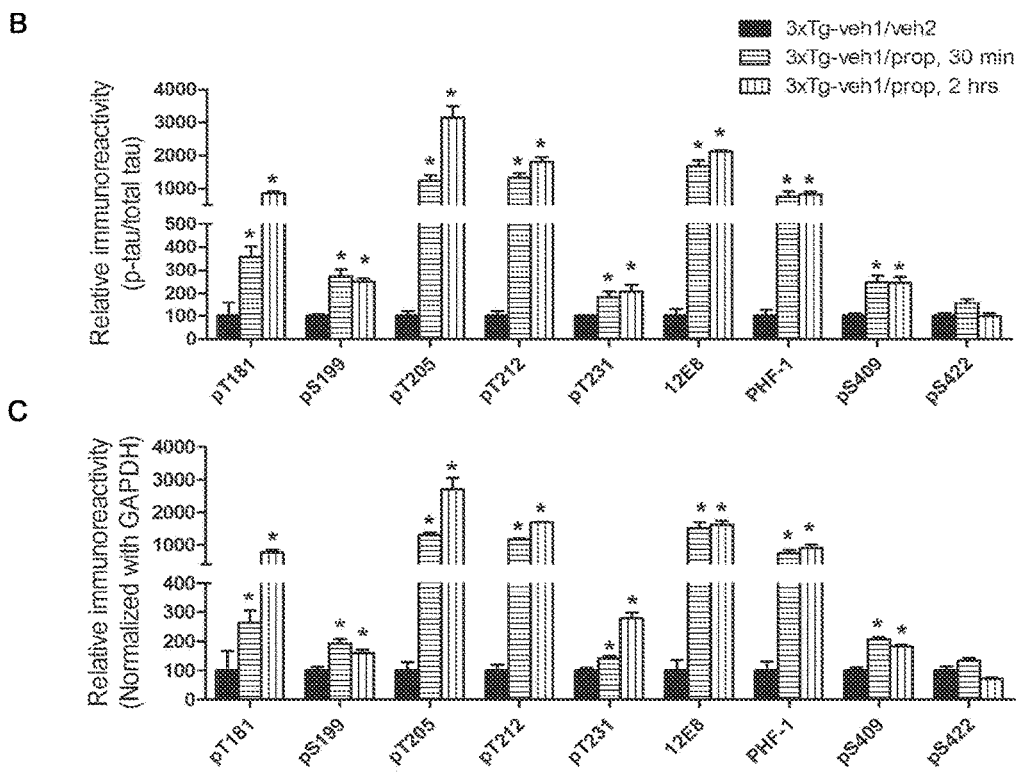 B
3xTg-veh1/veh2
3xTg-veh1/prop, 30 min
3xTg-veh1/prop, 2 hrs
Relative immunoreactivity
(p-tau/total tau)
4000
3000
2000
1000
500
400
300
200
100
0
* * * * * * * * * * * * * * * *
pT181 pS199 pT205 pT212 pT231 12E8 PHF-1 pS409 pS422
C
Relative immunoreactivity
(Normalized with GAPDH)
4000
3000
2000
1000
400
300
200
100
0
* * * * * * * * * * * * * * * *
pT181 pS199 pT205 pT212 pT231 12E8 PHF-1 pS409 pS422